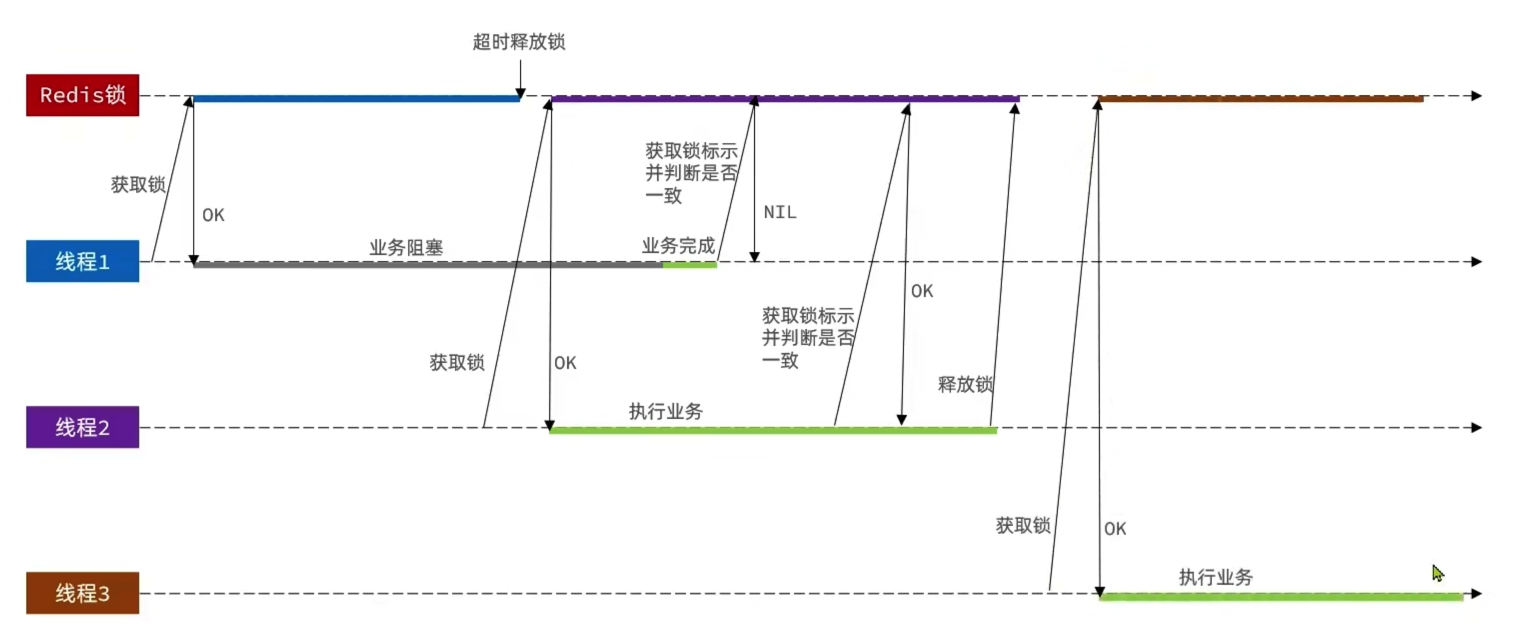 超时释放锁
Redis锁
获取锁标示
并判断是否
一致
获取锁
OK
NIL
业务阻塞
业务完成
线程1
OK
获取锁标示
并判断是否
一致
获取锁
OK
释放锁
执行业务
线程2
获取锁
OK
执行业务
线程3